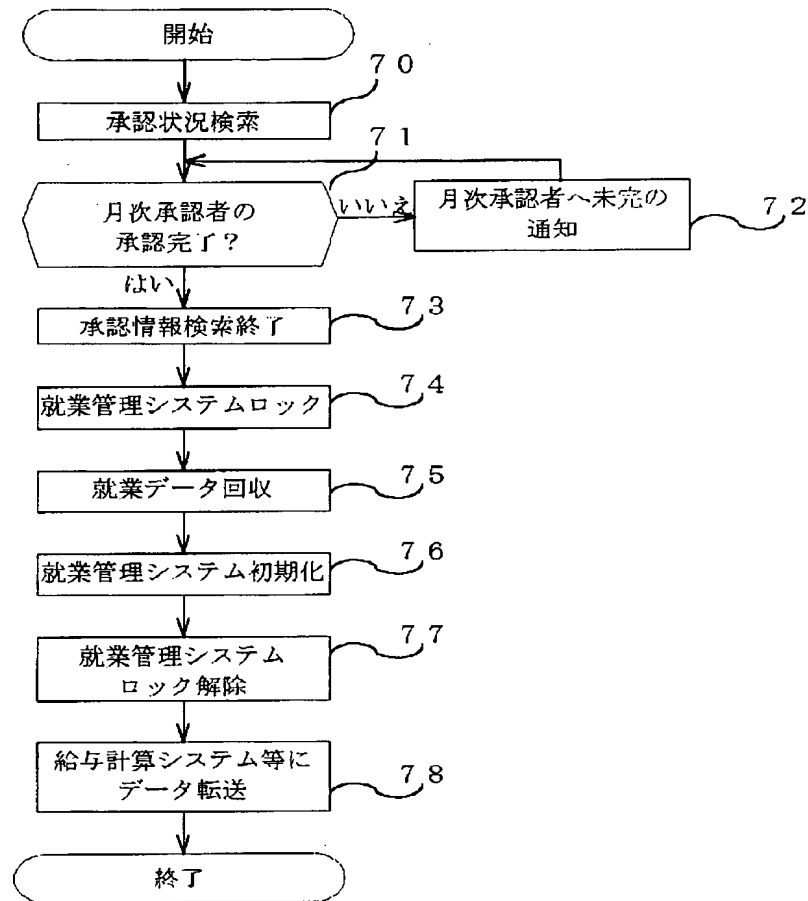 開始
７０
承認状況検索
７１
月次承認者の
承認完了？
いいえ
月次承認者へ未完の
通知
７２
はい
７３
承認情報検索終了
７４
就業管理システムロック
７５
就業データ回収
７６
就業管理システム初期化
７７
就業管理システム
ロック解除
給与計算システム等に
データ転送
７８
終了